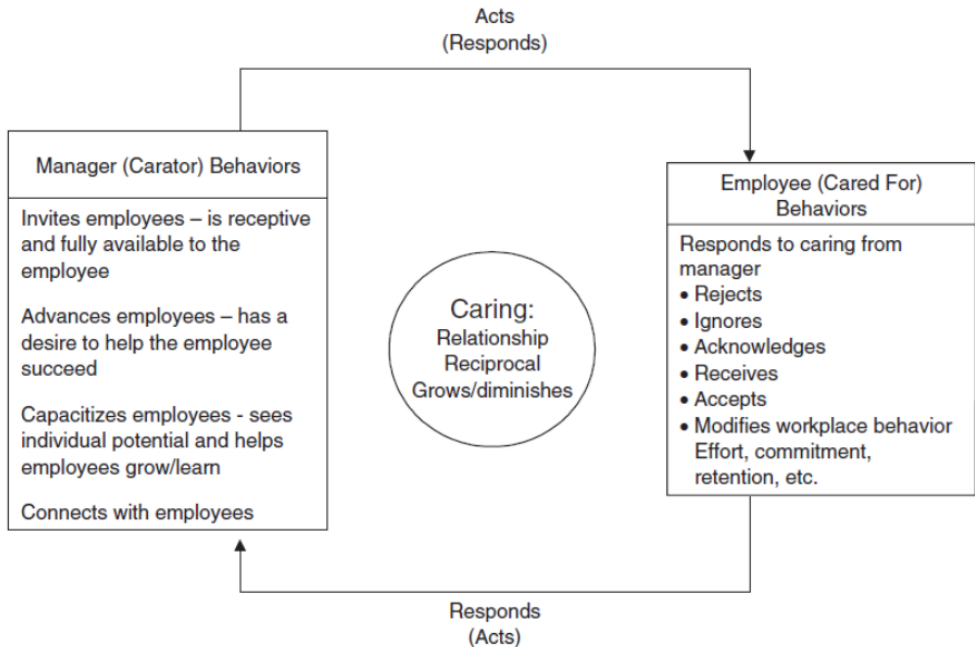 Acts
(Responds)
Manager (Carator) Behaviors
Invites employees – is receptive
and fully available to the
employee
Advances employees – has a
desire to help the employee
succeed
Capacitizes employees - sees
individual potential and helps
employees grow/learn
Connects with employees
Caring:
Relationship
Reciprocal
Grows/diminishes
Employee (Cared For)
Behaviors
Responds to caring from
manager
• Rejects
• Ignores
• Acknowledges
• Receives
• Accepts
• Modifies workplace behavior
Effort, commitment,
retention, etc.
Responds
(Acts)